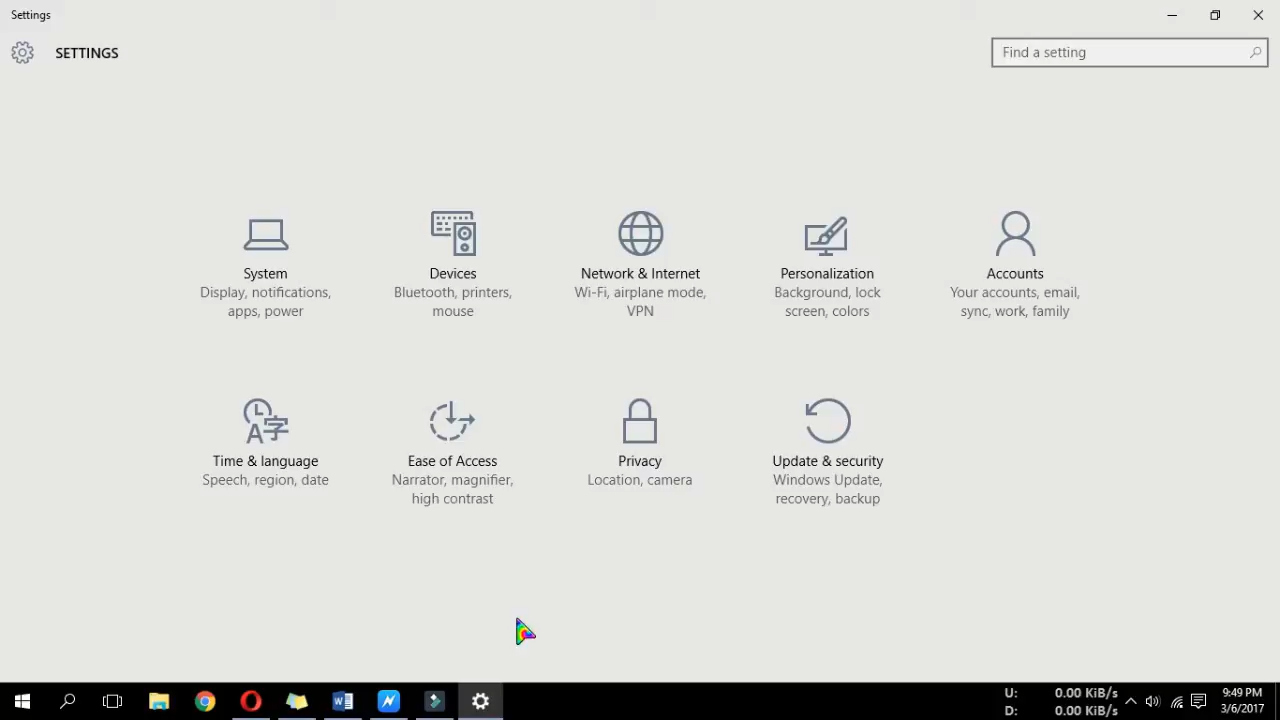 Settings
SETTINGS
Find a setting
System
Display, notifications,
apps, power
Devices
Bluetooth, printers,
mouse
Network & Internet
Wi-Fi, airplane mode,
VPN
Personalization
Background, lock
screen, colors
Accounts
Your accounts, email,
sync, work, family
Time & language
Speech, region, date
Ease of Access
Narrator, magnifier,
high contrast
Privacy
Location, camera
Update & security
Windows Update,
recovery, backup
U: 0.00 KiB/s
D: 0.00 KiB/s
9:49 PM
3/6/2017